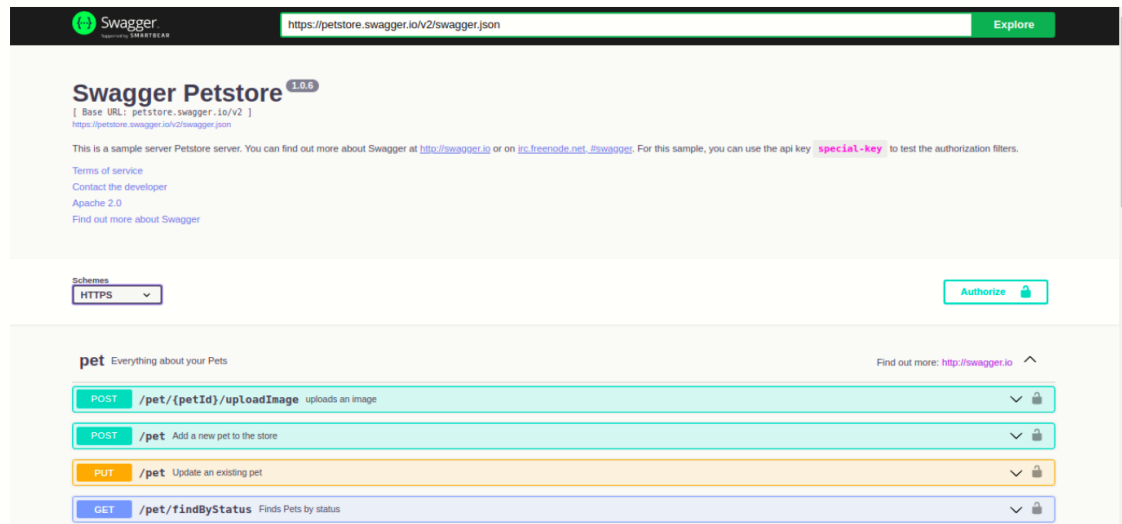 Swagger.
Supported by SMARTBEAR
https://petstore.swagger.io/v2/swagger.json
Explore
Swagger Petstore 1.0.6
[ Base URL: petstore.swagger.io/v2 ]
https://petstore.swagger.io/v2/swagger.json
This is a sample server Petstore server. You can find out more about Swagger at http://swagger.io or on irc.freenode.net, #swagger. For this sample, you can use the api key special-key to test the authorization filters.
Terms of service
Contact the developer
Apache 2.0
Find out more about Swagger
Schemes
HTTPS
Authorize
pet Everything about your Pets
Find out more: http://swagger.io
POST /pet/{petId}/uploadImage uploads an image
POST /pet Add a new pet to the store
PUT /pet Update an existing pet
GET /pet/findByStatus Finds Pets by status